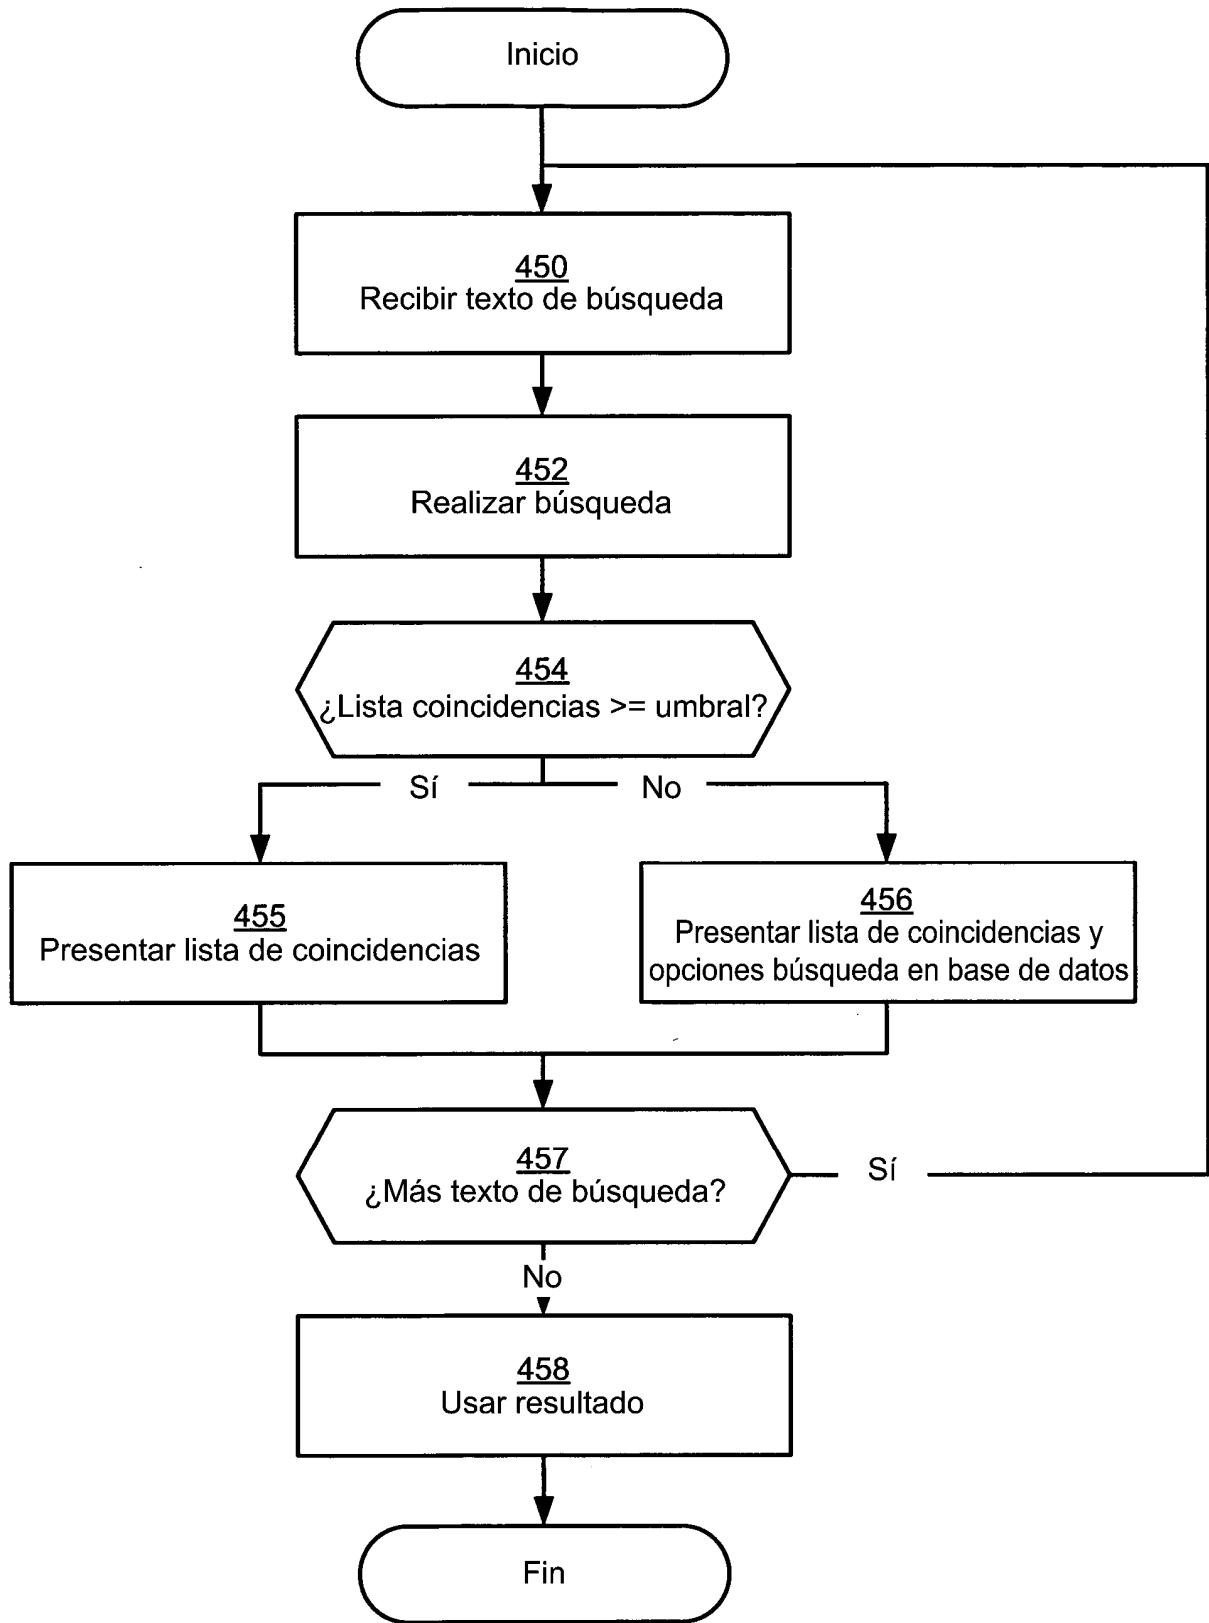 Inicio
450
Recibir texto de búsqueda
452
Realizar búsqueda
454
¿Lista coincidencias >= umbral?
Sí
No
455
Presentar lista de coincidencias
456
Presentar lista de coincidencias y
opciones búsqueda en base de datos
457
¿Más texto de búsqueda?
Sí
No
458
Usar resultado
Fin